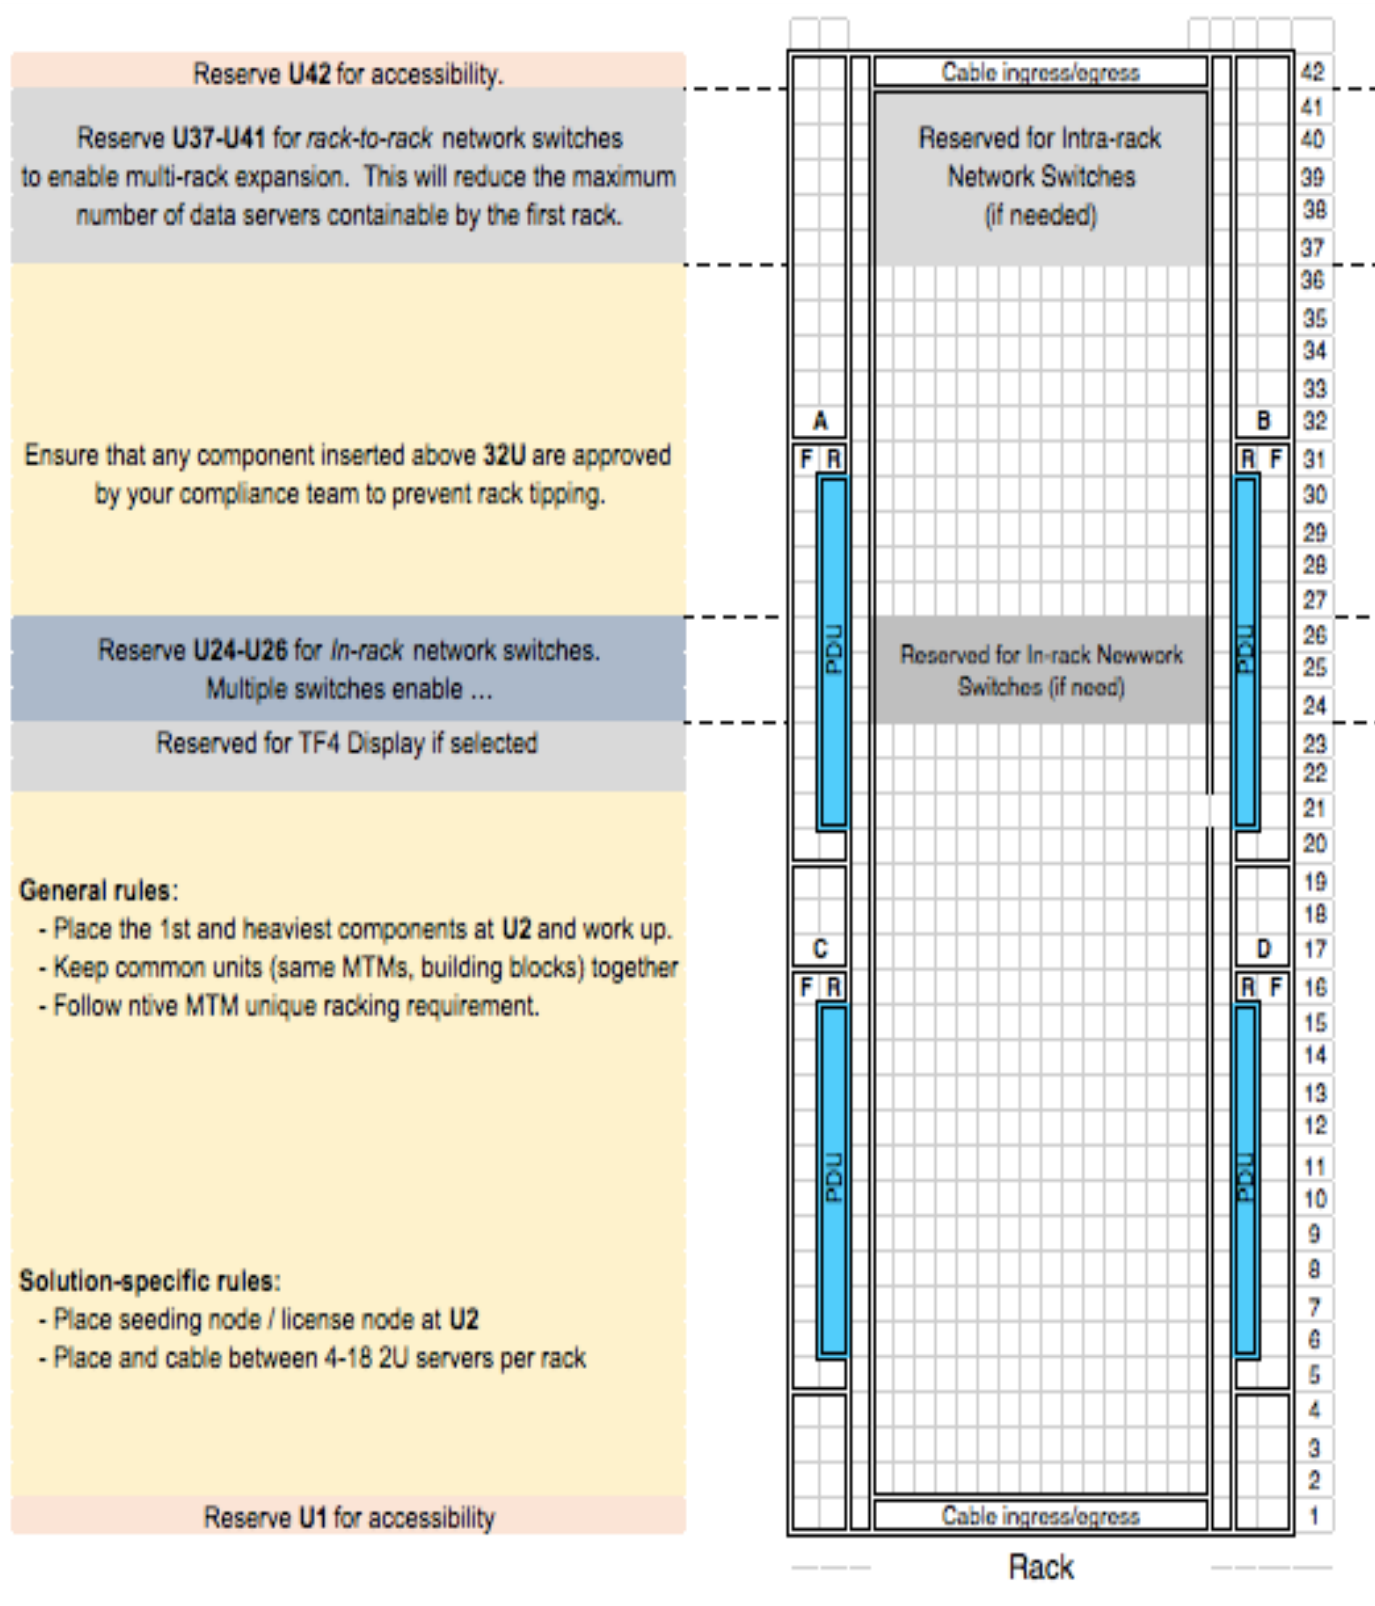 Reserve U42 for accessibility.
Reserve U37-U41 for rack-to-rack network switches
to enable multi-rack expansion. This will reduce the maximum
number of data servers containable by the first rack.
Ensure that any component inserted above 32U are approved
by your compliance team to prevent rack tipping.
Reserve U24-U26 for In-rack network switches.
Multiple switches enable ...
Reserved for TF4 Display if selected
General rules:
- Place the 1st and heaviest components at U2 and work up.
- Keep common units (same MTMs, building blocks) together
- Follow ntive MTM unique racking requirement.
Solution-specific rules:
- Place seeding node / license node at U2
- Place and cable between 4-18 2U servers per rack
Reserve U1 for accessibility
Cable ingress/egress
Reserved for Intra-rack
Network Switches
(if needed)
A
B
F R
R F
PDU
PDU
Reserved for In-rack Newwork
Switches (if need)
C
D
F R
R F
PDU
PDU
Cable ingress/egress
42
41
40
39
38
37
36
35
34
33
32
31
30
29
28
27
26
25
24
23
22
21
20
19
18
17
16
15
14
13
12
11
10
9
8
7
6
5
4
3
2
1
Rack